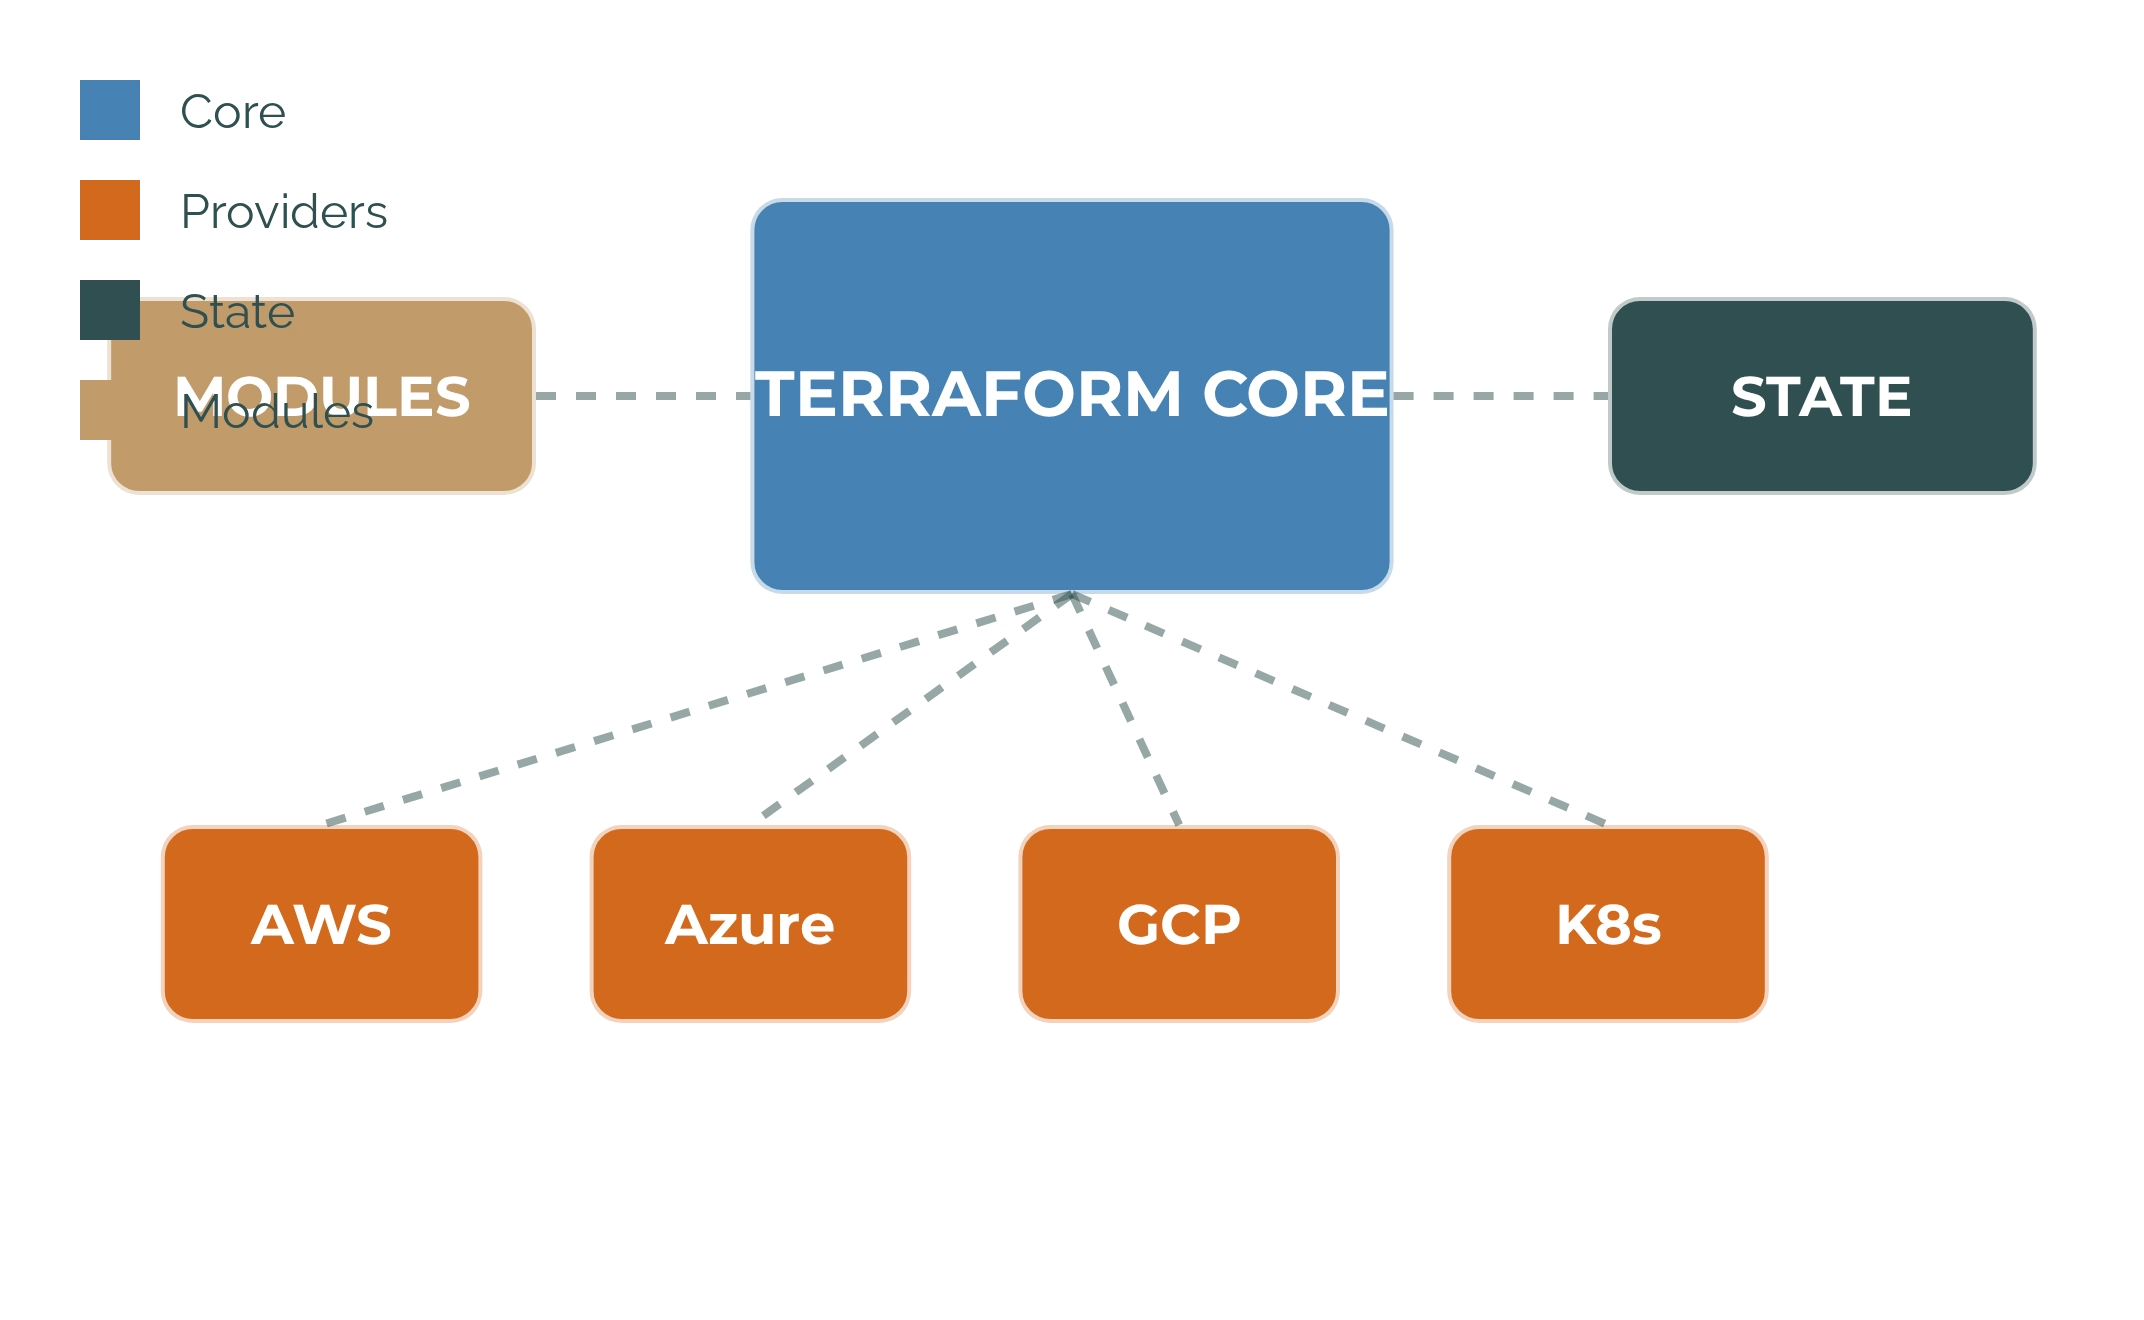 Core
Providers
State
Modules
MODULES
TERRAFORM CORE
STATE
AWS
Azure
GCP
K8s